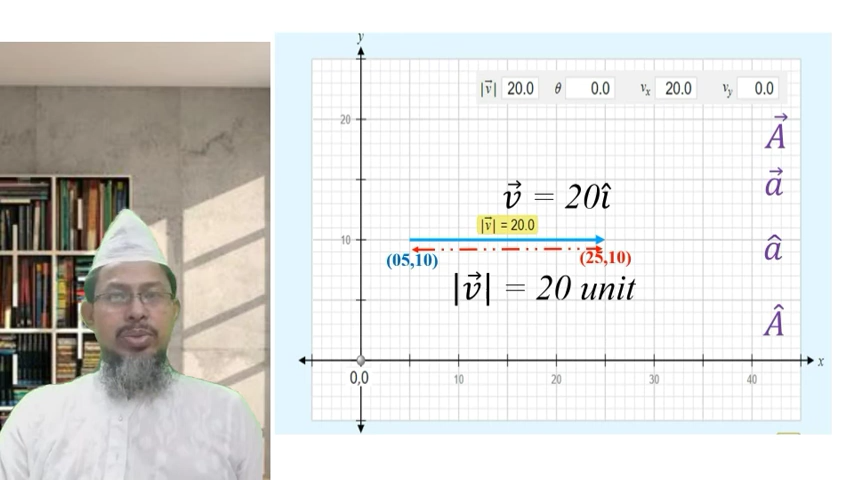 y
|v⃗| 20.0 θ 0.0 vₓ 20.0 vᵧ 0.0
20
A⃗
a⃗
v⃗ = 20î
|v⃗| = 20.0
10
â
(05,10) (25,10)
|v⃗| = 20 unit
Â
x
0,0 10 20 30 40